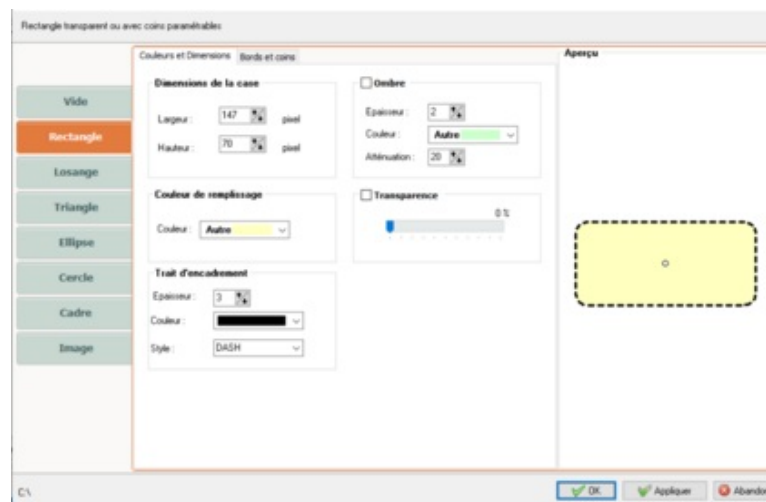 Rectangle transparent ou avec coins paramétrables
Couleurs et Dimensions
Bords et coins
Aperçu
Vide
Rectangle
Losange
Triangle
Ellipse
Cercle
Cadre
Image
Dimensions de la case
Largeur : 147 pixel
Hauteur : 70 pixel
Couleur de remplissage
Couleur : Autre
Trait d'encadrement
Epaisseur : 3
Couleur :
Style : DASH
Ombre
Epaisseur : 2
Couleur : Autre
Atténuation : 20
Transparence
0 %
C:\
OK
Appliquer
Abandon